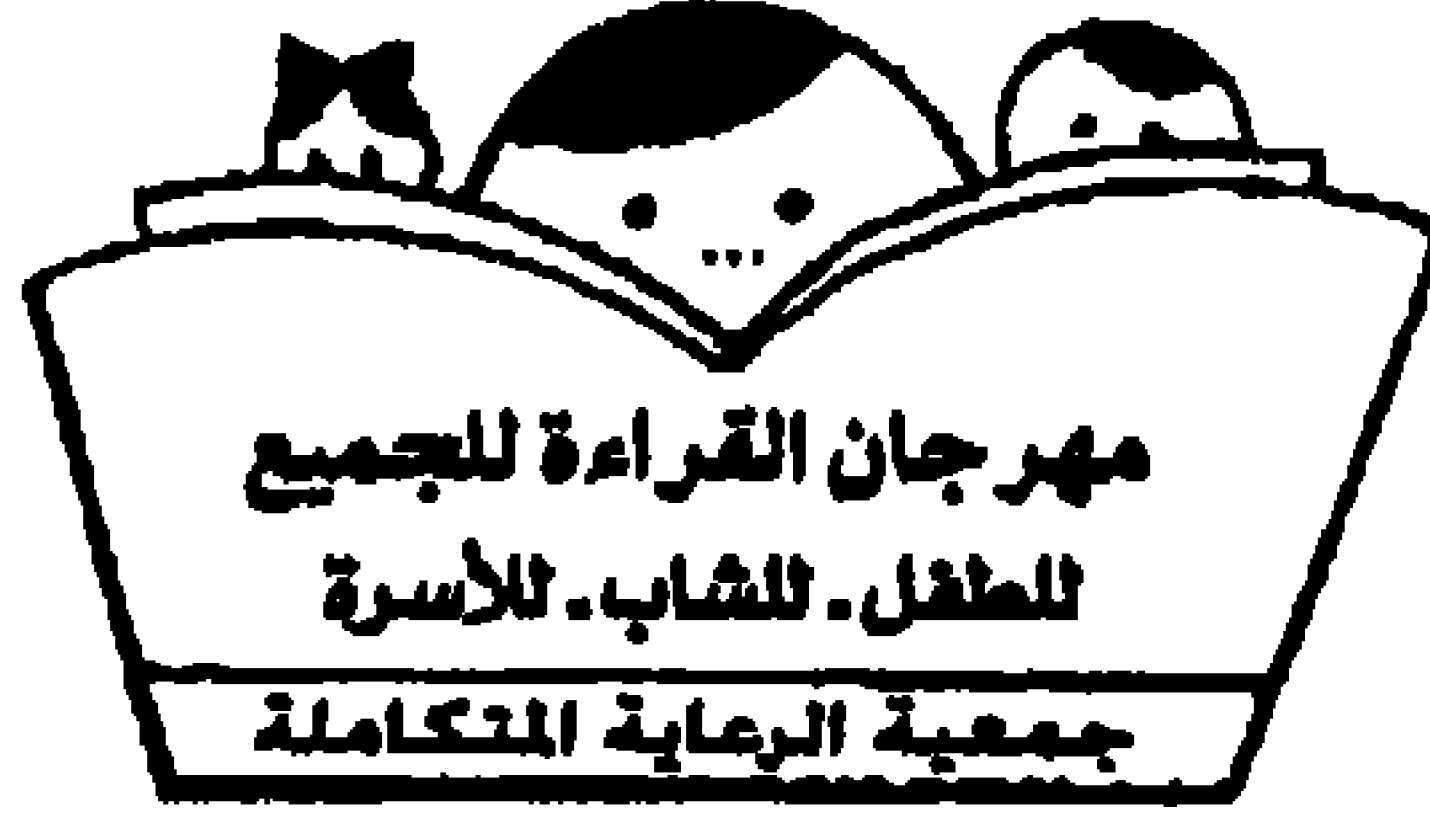 مهرجان القراءة للجميع
للطفل . للشاب . للأسرة
جمعية الرعاية المتكاملة